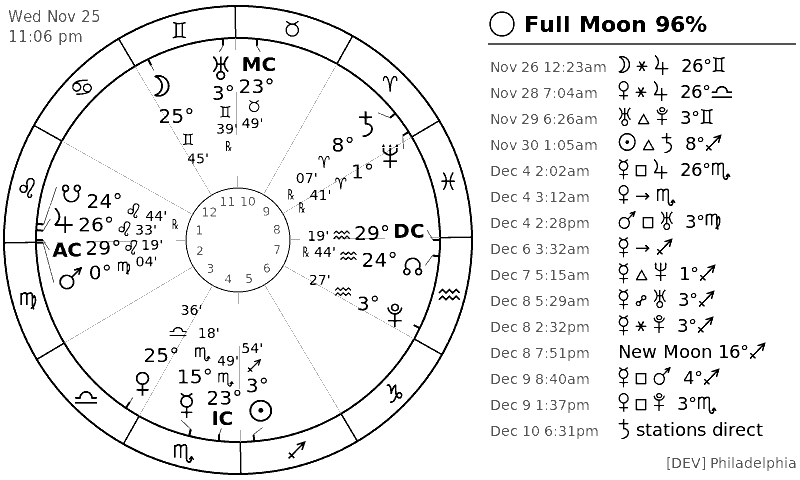 Wed Nov 25
11:06 pm
♊ ♉
♋ ♈
♌ ♓
♍ ♒
♎ ♑
♏ ♐
☽ 25° ♊ 45'
♅ 3° ♊ 39' ℞
MC 23° ♉ 49'
♄ 8° ♈ 07' ℞
♆ 1° ♈ 41' ℞
☋ 24° ♌ 44' ℞
♃ 26° ♌ 33'
AC 29° ♌ 19'
♂ 0° ♍ 04'
DC 29° ♒ 19'
☊ 24° ♒ 44' ℞
♇ 3° ♒ 27'
♀ 25° ♎ 36'
☿ 15° ♏ 18'
IC 23° ♏ 49'
☉ 3° ♐ 54'
1 2 3 4 5 6 7 8 9 10 11 12
Full Moon 96%
Nov 26 12:23am ☽ ⚹ ♃ 26°♊
Nov 28 7:04am ♀ ⚹ ♃ 26°♎
Nov 29 6:26am ♅ △ ♇ 3°♊
Nov 30 1:05am ☉ △ ♄ 8°♐
Dec 4 2:02am ☿ □ ♃ 26°♏
Dec 4 3:12am ♀ → ♏
Dec 4 2:28pm ♂ □ ♅ 3°♍
Dec 6 3:32am ☿ → ♐
Dec 7 5:15am ☿ △ ♆ 1°♐
Dec 8 5:29am ☿ ☍ ♅ 3°♐
Dec 8 2:32pm ☿ ⚹ ♇ 3°♐
Dec 8 7:51pm New Moon 16°♐
Dec 9 8:40am ☿ □ ♂ 4°♐
Dec 9 1:37pm ♀ □ ♇ 3°♏
Dec 10 6:31pm ♄ stations direct
[DEV] Philadelphia